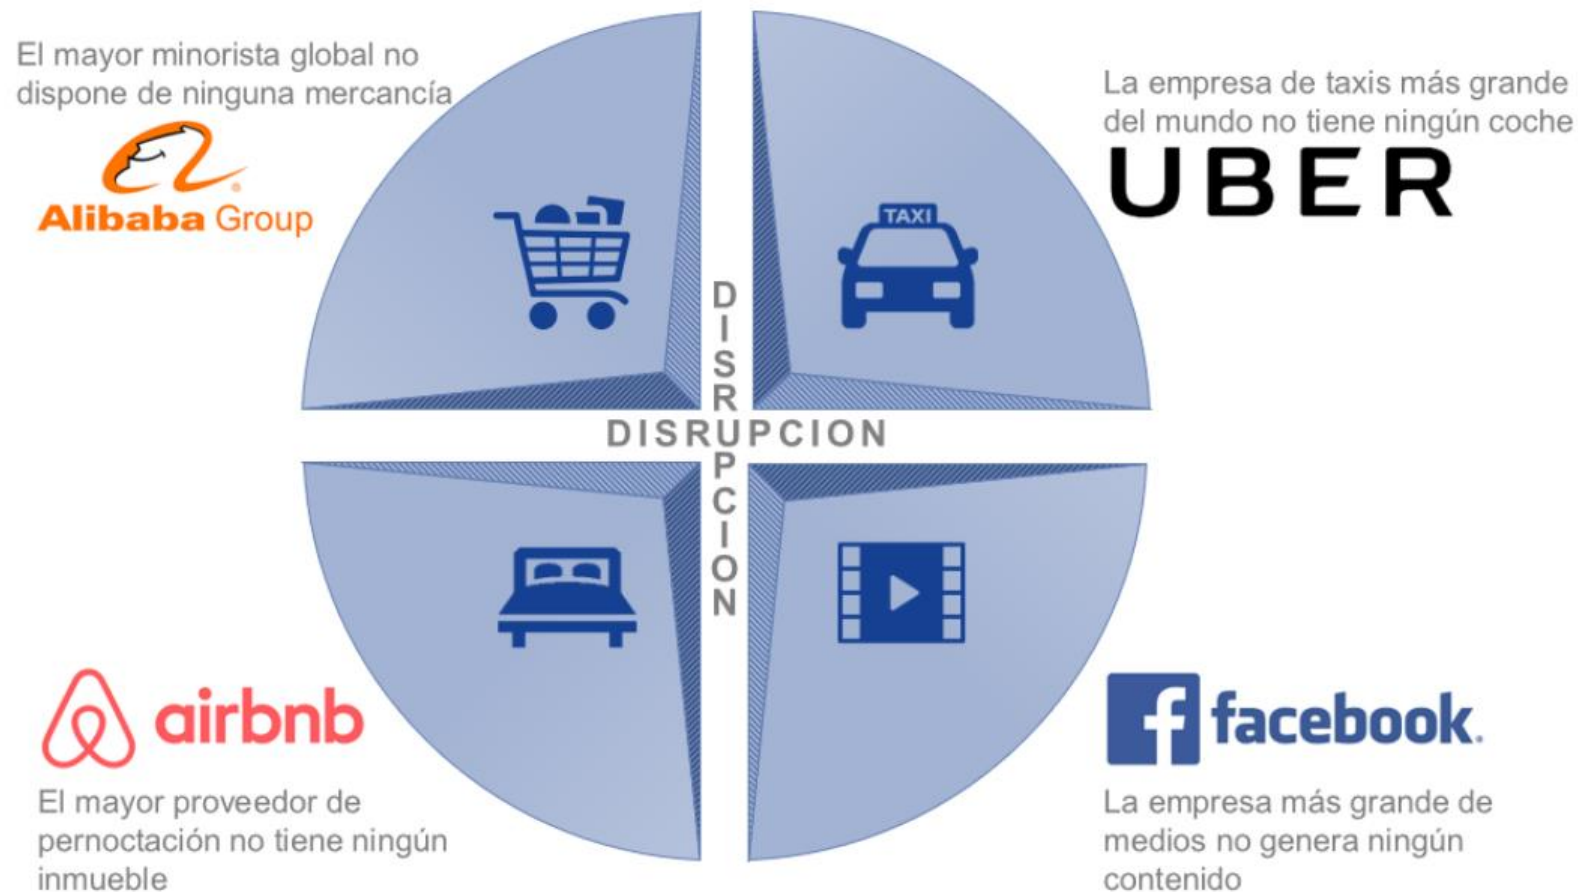 El mayor minorista global no
dispone de ninguna mercancía
Alibaba Group
La empresa de taxis más grande
del mundo no tiene ningún coche
UBER
TAXI
DISRUPCION
DISRUPCION
airbnb
El mayor proveedor de
pernoctación no tiene ningún
inmueble
f facebook.
La empresa más grande de
medios no genera ningún
contenido